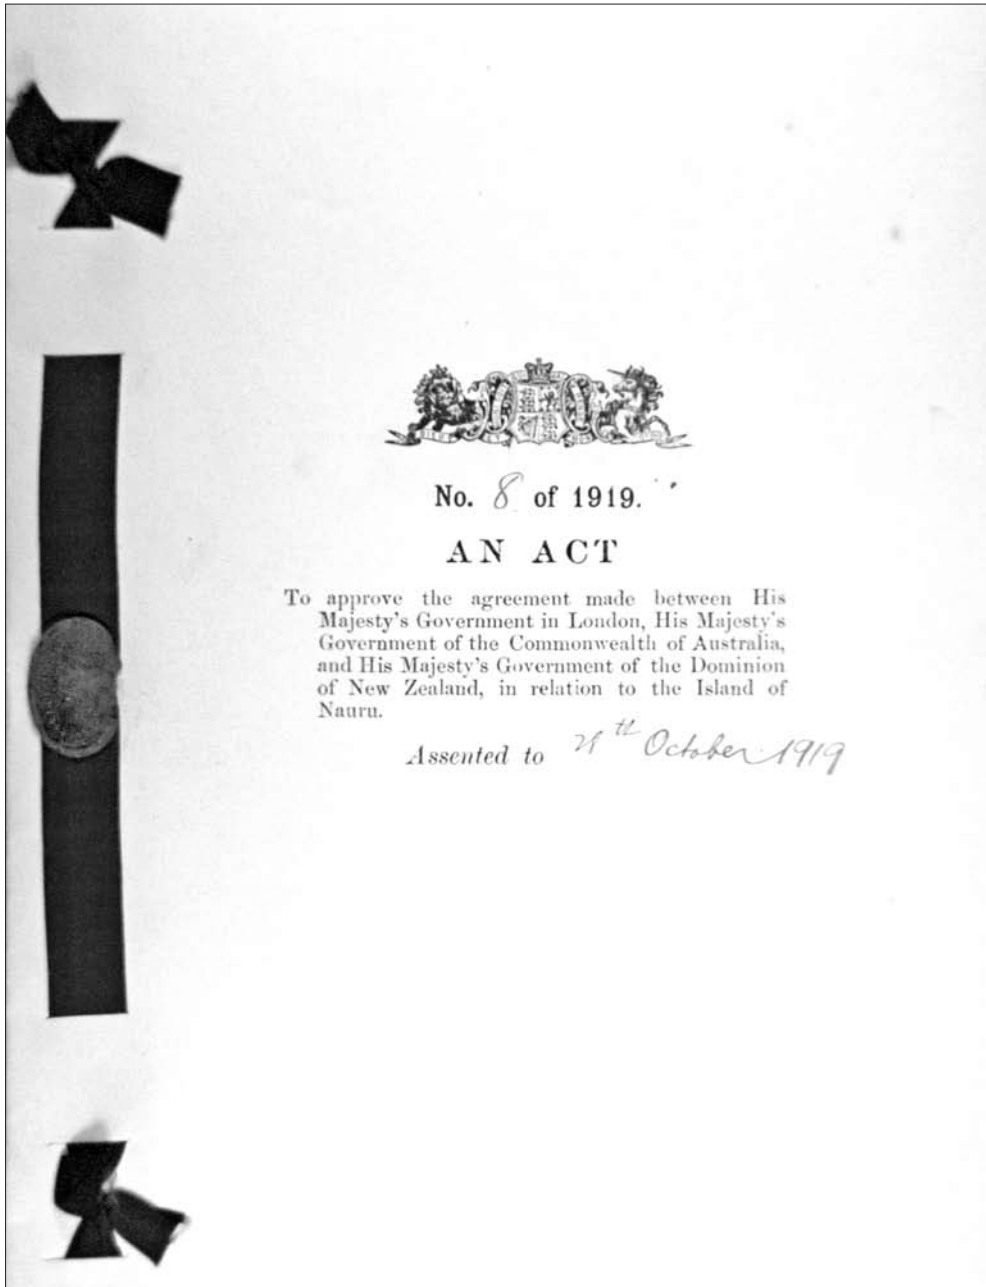 No. 8 of 1919.
AN ACT
To approve the agreement made between His
Majesty's Government in London, His Majesty's
Government of the Commonwealth of Australia,
and His Majesty's Government of the Dominion
of New Zealand, in relation to the Island of
Nauru.
Assented to October 1919